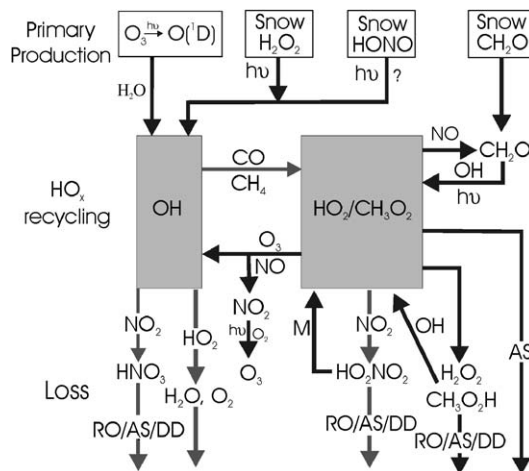 Primary
Production
O₃ hυ→ O(¹D)
Snow
H₂O₂
Snow
HONO
Snow
CH₂O
H₂O
hυ
hυ ?
NO
CH₂O
CO
CH₄
OH
hυ
HOₓ
recycling
OH
HO₂/CH₃O₂
O₃
NO
NO₂
hυ O₂
O₃
NO₂
HO₂
M
NO₂
OH
AS
Loss
HNO₃
H₂O, O₂
HO₂NO₂
H₂O₂
CH₃O₂H
RO/AS/DD
RO/AS/DD
RO/AS/DD